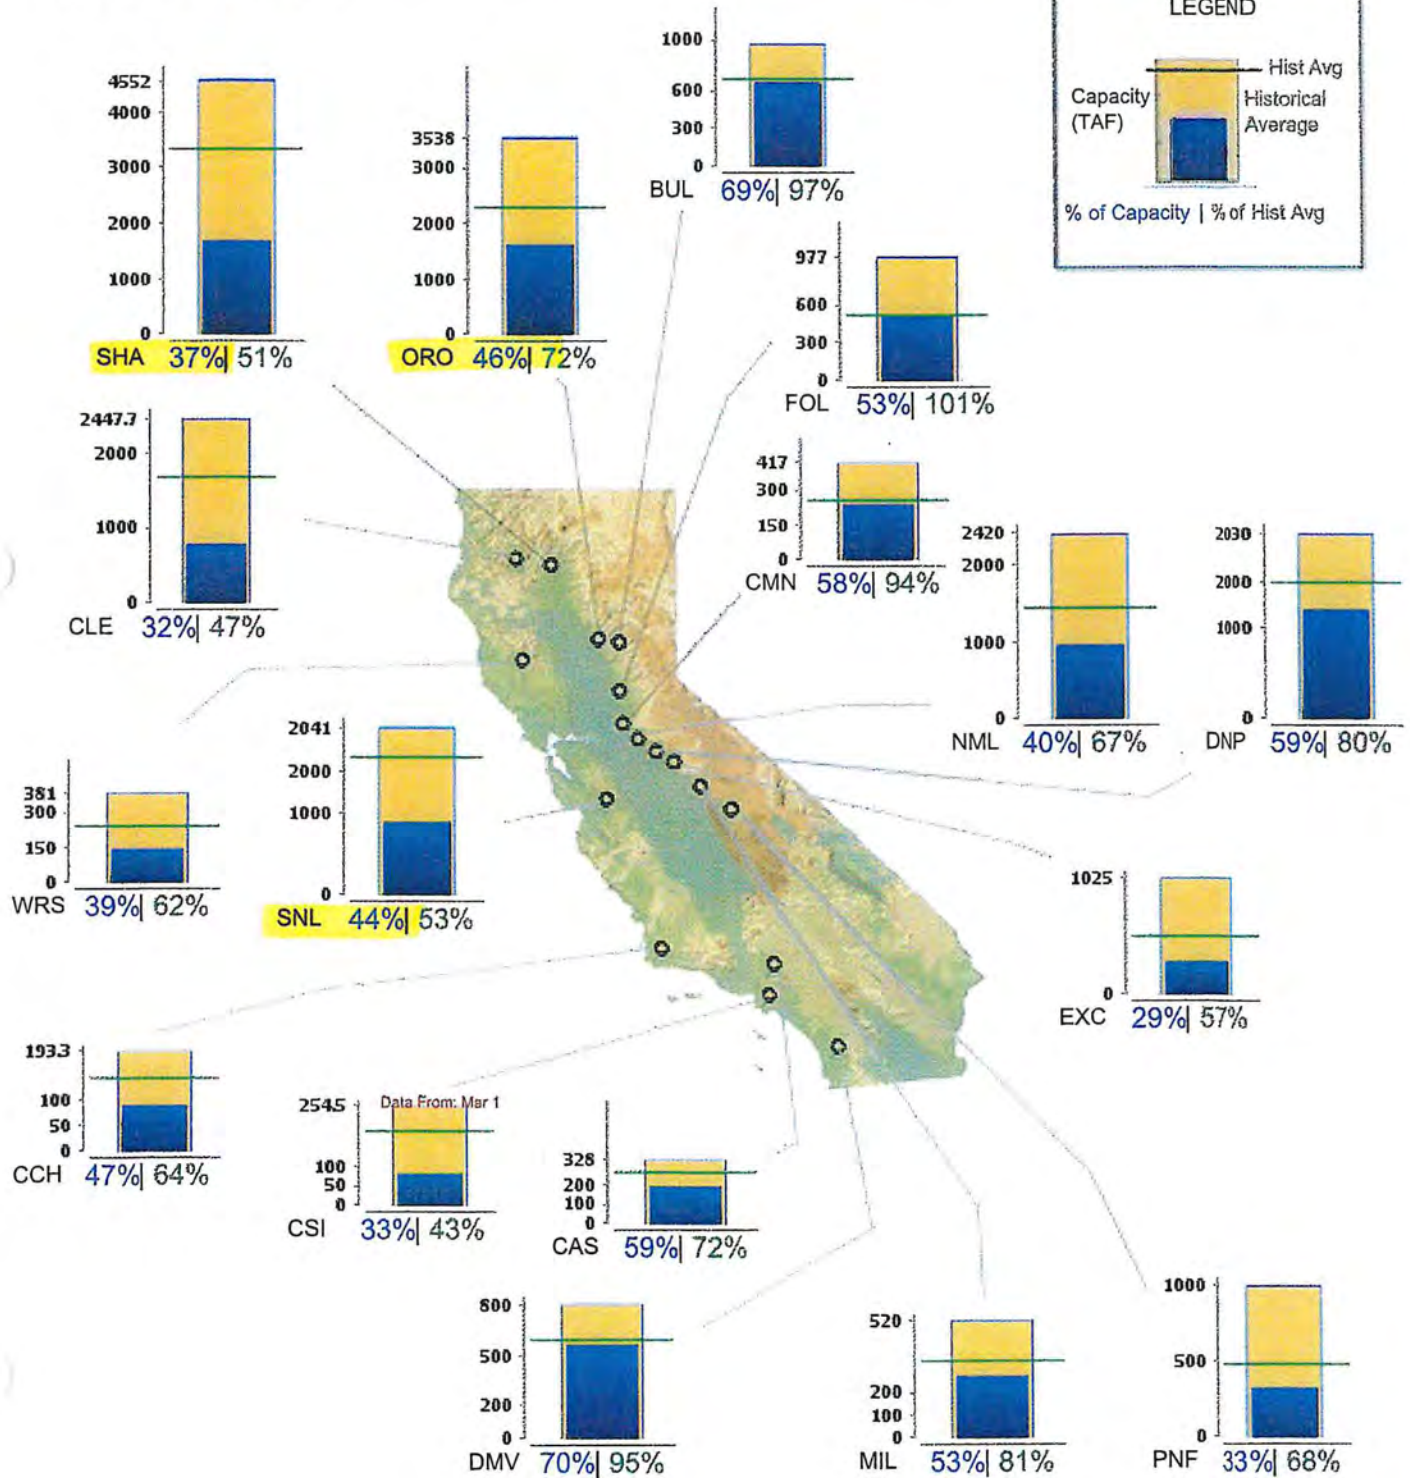 LEGEND
Hist Avg
Capacity
(TAF)
Historical
Average
% of Capacity | % of Hist Avg
4552
4000
3000
2000
1000
0
SHA 37%| 51%
3538
3000
2000
1000
0
ORO 46%| 72%
1000
600
300
0
BUL 69%| 97%
977
600
300
0
FOL 53%| 101%
2447.7
2000
1000
0
CLE 32%| 47%
417
300
150
0
CMN 58%| 94%
2420
2000
1000
0
NML 40%| 67%
2030
2000
1000
0
DNP 59%| 80%
381
300
150
0
WRS 39%| 62%
2041
2000
1000
0
SNL 44%| 53%
1025
0
EXC 29%| 57%
193.3
100
50
0
CCH 47%| 64%
Data From: Mar 1
254.5
100
50
0
CSI 33%| 43%
328
200
100
0
CAS 59%| 72%
800
500
200
0
DMV 70%| 95%
520
200
100
0
MIL 53%| 81%
1000
500
0
PNF 33%| 68%